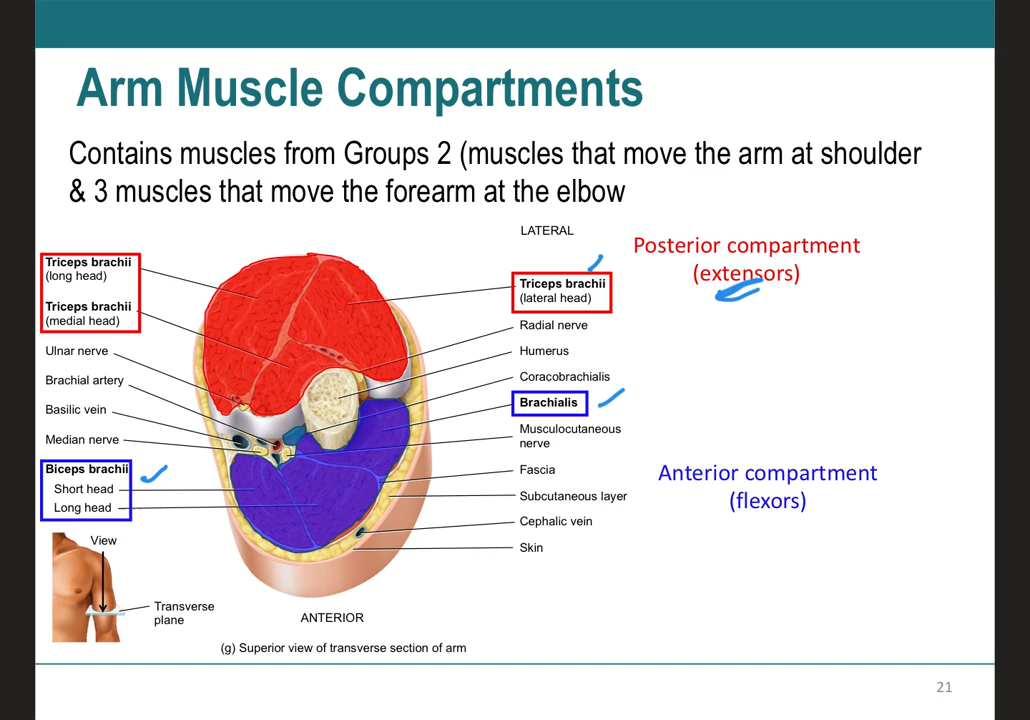 Arm Muscle Compartments
Contains muscles from Groups 2 (muscles that move the arm at shoulder
& 3 muscles that move the forearm at the elbow
LATERAL
Posterior compartment
(extensors)
Triceps brachii
(long head)
Triceps brachii
(medial head)
Ulnar nerve
Brachial artery
Basilic vein
Median nerve
Biceps brachii
Short head
Long head
Triceps brachii
(lateral head)
Radial nerve
Humerus
Coracobrachialis
Brachialis
Musculocutaneous
nerve
Fascia
Subcutaneous layer
Cephalic vein
Skin
Anterior compartment
(flexors)
View
Transverse
plane
ANTERIOR
(g) Superior view of transverse section of arm
21